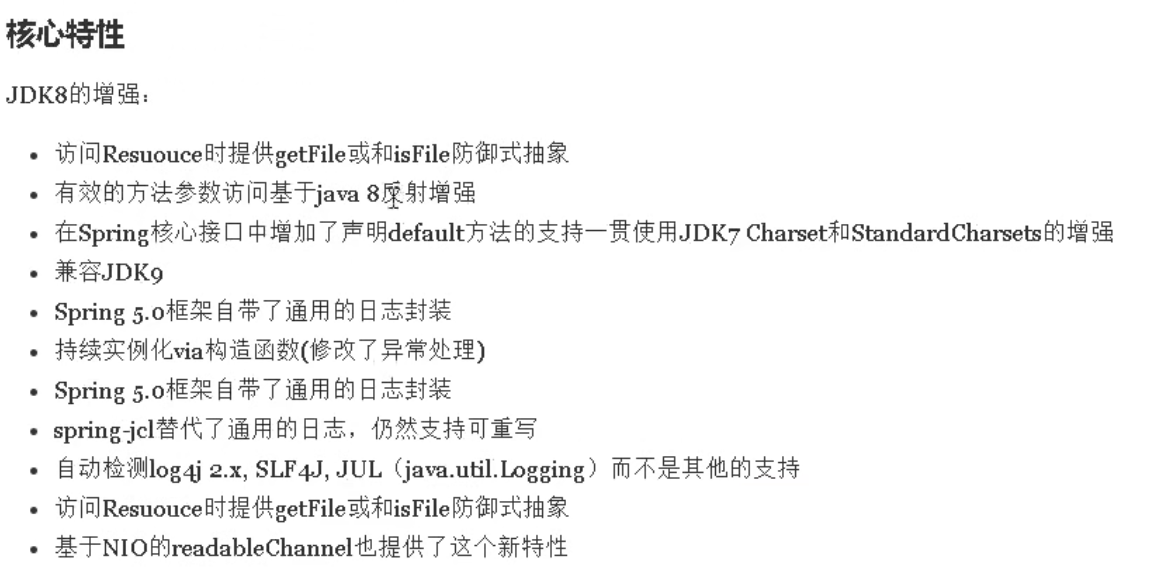 核心特性
JDK8的增强：
访问Resuouce时提供getFile或和isFile防御式抽象
有效的方法参数访问基于java 8反射增强
在Spring核心接口中增加了声明default方法的支持一贯使用JDK7 Charset和StandardCharsets的增强
兼容JDK9
Spring 5.0框架自带了通用的日志封装
持续实例化via构造函数(修改了异常处理)
Spring 5.0框架自带了通用的日志封装
spring-jcl替代了通用的日志，仍然支持可重写
自动检测log4j 2.x, SLF4J, JUL（java.util.Logging）而不是其他的支持
访问Resuouce时提供getFile或和isFile防御式抽象
基于NIO的readableChannel也提供了这个新特性